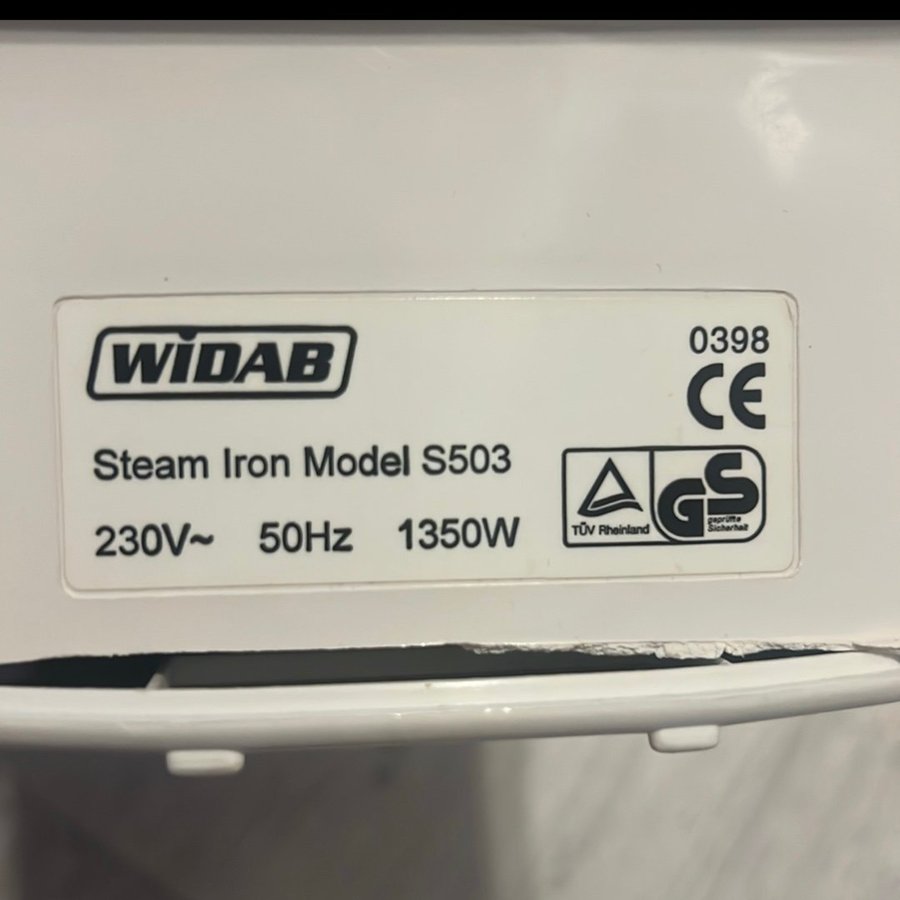 WiDAB
0398
CE
Steam Iron Model S503
230V~ 50Hz 1350W
TÜV Rheinland
GS
geprüfte
Sicherheit